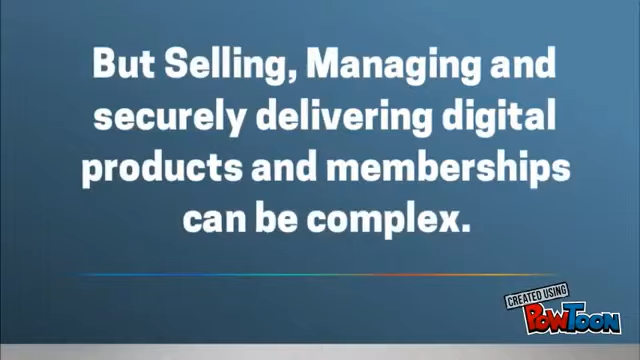 But Selling, Managing and
securely delivering digital
products and memberships
can be complex.
CREATED USING
POWTOON